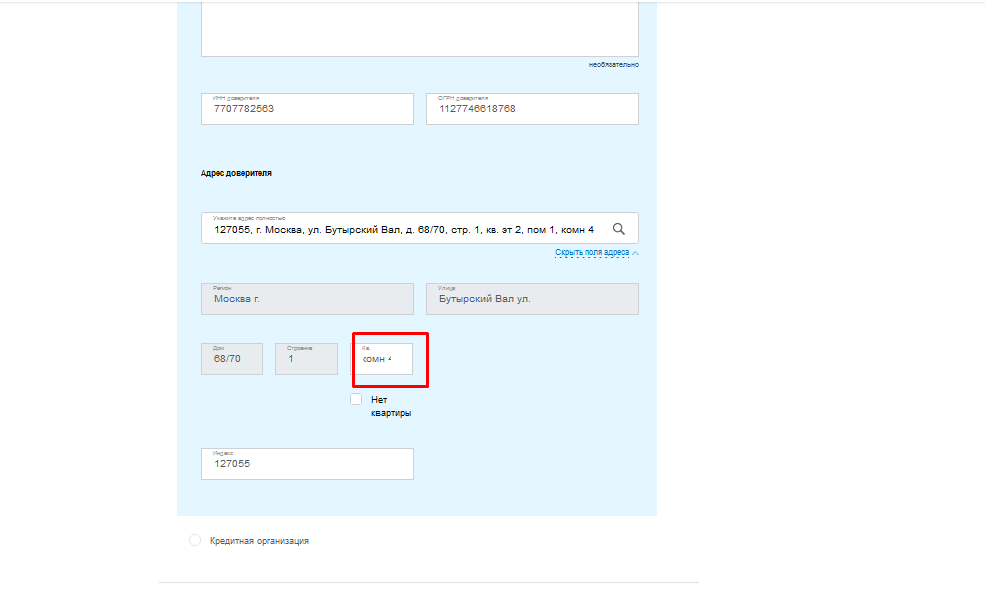 необязательно
ИНН доверителя ОГРН доверителя
7707782563 1127746618768
Адрес доверителя
Укажите адрес полностью
127055, г. Москва, ул. Бутырский Вал, д. 68/70, стр. 1, кв. эт 2, пом 1, комн 4
Скрыть поля адреса
Регион Улица
Москва г. Бутырский Вал ул.
Дом Строение Кв.
68/70 1 комн 4
Нет
квартиры
Индекс
127055
Кредитная организация